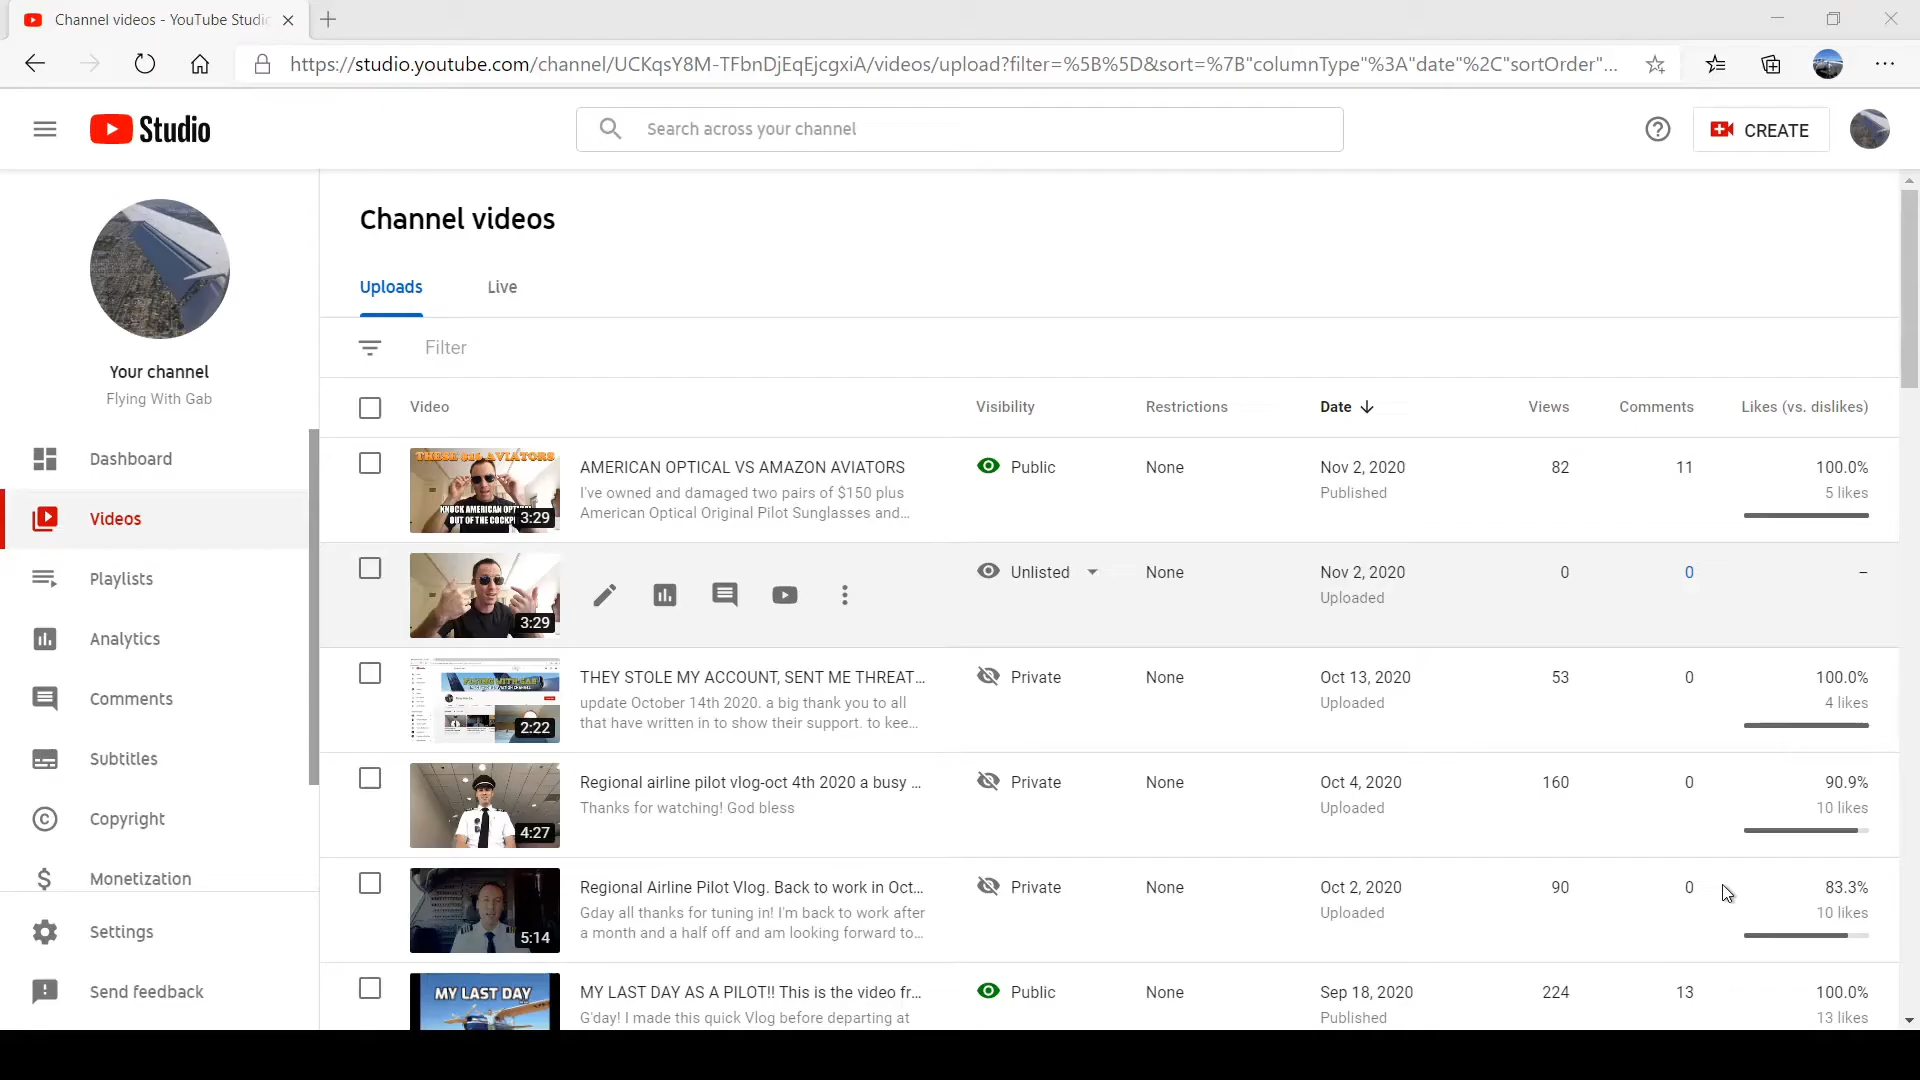 Channel videos - YouTube Studi
https://studio.youtube.com/channel/UCKqsY8M-TFbnDjEqEjcgxiA/videos/upload?filter=%5B%5D&sort=%7B"columnType"%3A"date"%2C"sortOrder"...
Studio
Search across your channel
CREATE
Your channel
Flying With Gab
Dashboard
Videos
Playlists
Analytics
Comments
Subtitles
Copyright
Monetization
Settings
Send feedback
Channel videos
Uploads Live
Filter
Video Visibility Restrictions Date Views Comments Likes (vs. dislikes)
THESE $16 AVIATORS
KNOCK AMERICAN OPT
OUT OF THE COCKP
3:29
AMERICAN OPTICAL VS AMAZON AVIATORS
I've owned and damaged two pairs of $150 plus
American Optical Original Pilot Sunglasses and...
Public None Nov 2, 2020 82 11 100.0%
Published 5 likes
3:29
Unlisted None Nov 2, 2020 0 0 –
Uploaded
2:22
THEY STOLE MY ACCOUNT, SENT ME THREAT...
update October 14th 2020. a big thank you to all
that have written in to show their support. to kee...
Private None Oct 13, 2020 53 0 100.0%
Uploaded 4 likes
4:27
Regional airline pilot vlog-oct 4th 2020 a busy ...
Thanks for watching! God bless
Private None Oct 4, 2020 160 0 90.9%
Uploaded 10 likes
5:14
Regional Airline Pilot Vlog. Back to work in Oct...
Gday all thanks for tuning in! I'm back to work after
a month and a half off and am looking forward to...
Private None Oct 2, 2020 90 0 83.3%
Uploaded 10 likes
MY LAST DAY
MY LAST DAY AS A PILOT!! This is the video fr...
G'day! I made this quick Vlog before departing at
Public None Sep 18, 2020 224 13 100.0%
Published 13 likes